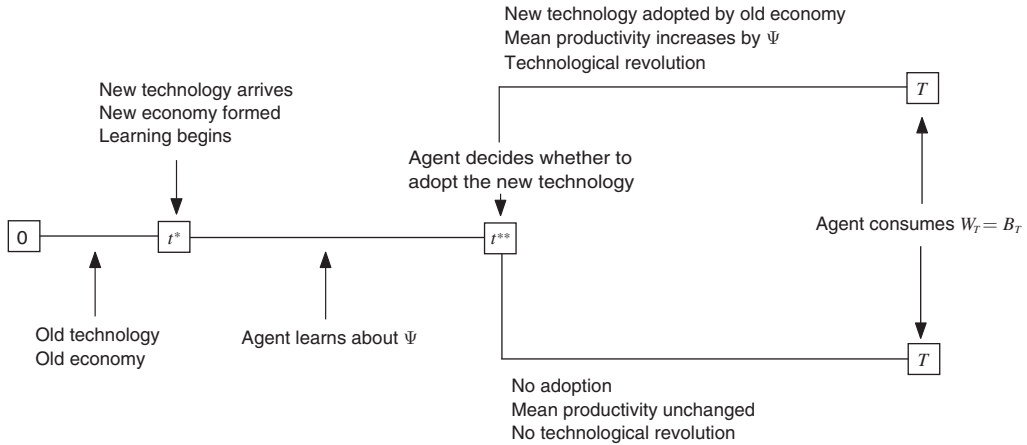 New technology adopted by old economy
Mean productivity increases by Ψ
Technological revolution
T
New technology arrives
New economy formed
Learning begins
Agent decides whether to
adopt the new technology
0
t*
t**
Agent consumes W_T = B_T
Old technology
Old economy
Agent learns about Ψ
T
No adoption
Mean productivity unchanged
No technological revolution